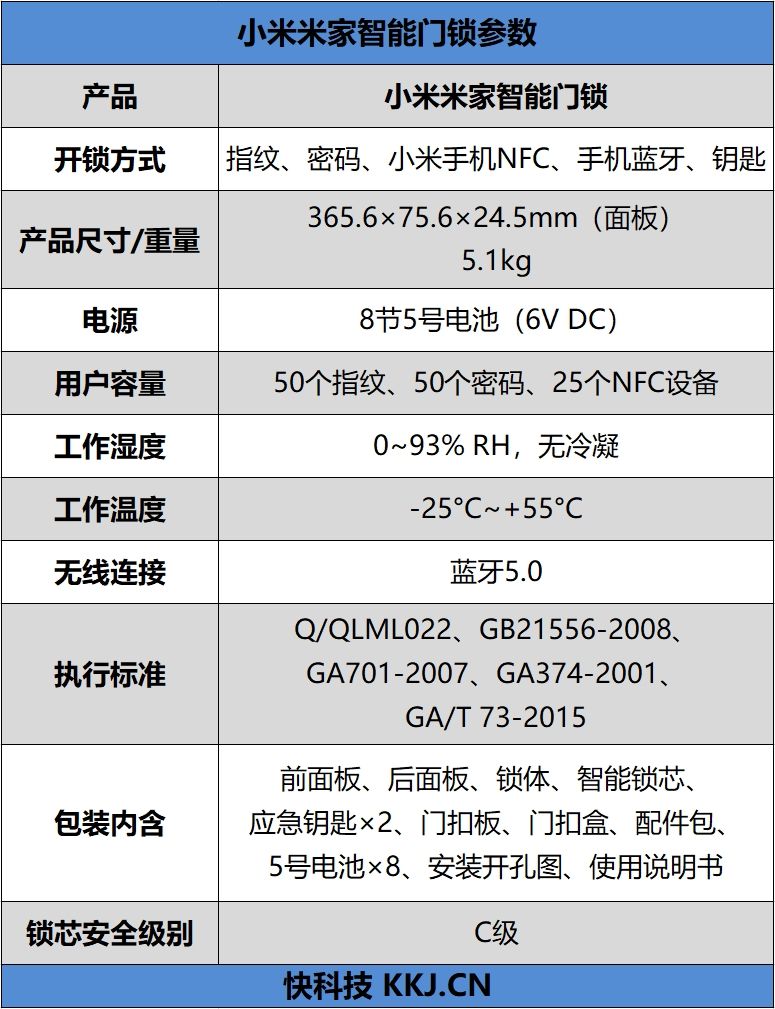 小米米家智能门锁参数
产品
小米米家智能门锁
开锁方式
指纹、密码、小米手机NFC、手机蓝牙、钥匙
产品尺寸/重量
365.6×75.6×24.5mm（面板）
5.1kg
电源
8节5号电池（6V DC）
用户容量
50个指纹、50个密码、25个NFC设备
工作湿度
0~93% RH，无冷凝
工作温度
-25°C~+55°C
无线连接
蓝牙5.0
执行标准
Q/QLML022、GB21556-2008、
GA701-2007、GA374-2001、
GA/T 73-2015
包装内含
前面板、后面板、锁体、智能锁芯、
应急钥匙×2、门扣板、门扣盒、配件包、
5号电池×8、安装开孔图、使用说明书
锁芯安全级别
C级
快科技 KKJ.CN